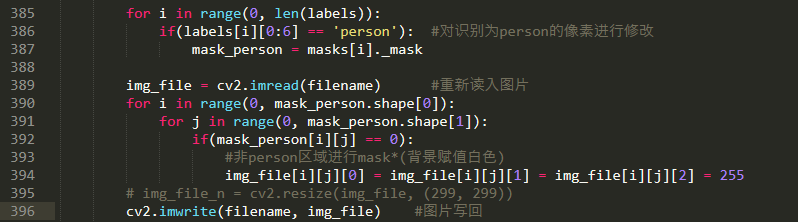 385 for i in range(0, len(labels)):
386 if(labels[i][0:6] == 'person'): #对识别为person的像素进行修改
387 mask_person = masks[i]._mask
388
389 img_file = cv2.imread(filename) #重新读入图片
390 for i in range(0, mask_person.shape[0]):
391 for j in range(0, mask_person.shape[1]):
392 if(mask_person[i][j] == 0):
393 #非person区域进行mask*(背景赋值白色)
394 img_file[i][j][0] = img_file[i][j][1] = img_file[i][j][2] = 255
395 # img_file_n = cv2.resize(img_file, (299, 299))
396 cv2.imwrite(filename, img_file) #图片写回